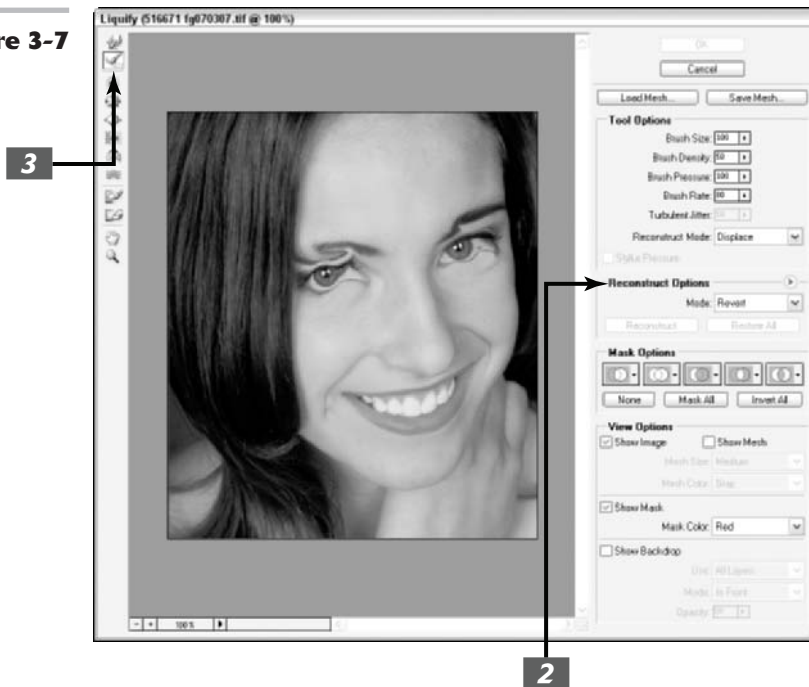 re 3-7
Liquify (516671 fg070307.tif @ 100%)
OK
Cancel
Load Mesh... Save Mesh...
Tool Options
Brush Size: 100
Brush Density: 50
Brush Pressure: 100
Brush Rate: 80
Turbulent Jitter:
Reconstruct Mode: Displace
Stylus Pressure
Reconstruct Options
Mode: Revert
Reconstruct Restore All
Mask Options
None Mask All Invert All
View Options
Show Image Show Mesh
Mesh Size: Medium
Mesh Color: Gray
Show Mask
Mask Color: Red
Show Backdrop
Use: All Layers
Mode: In Front
Opacity:
100%
3
2